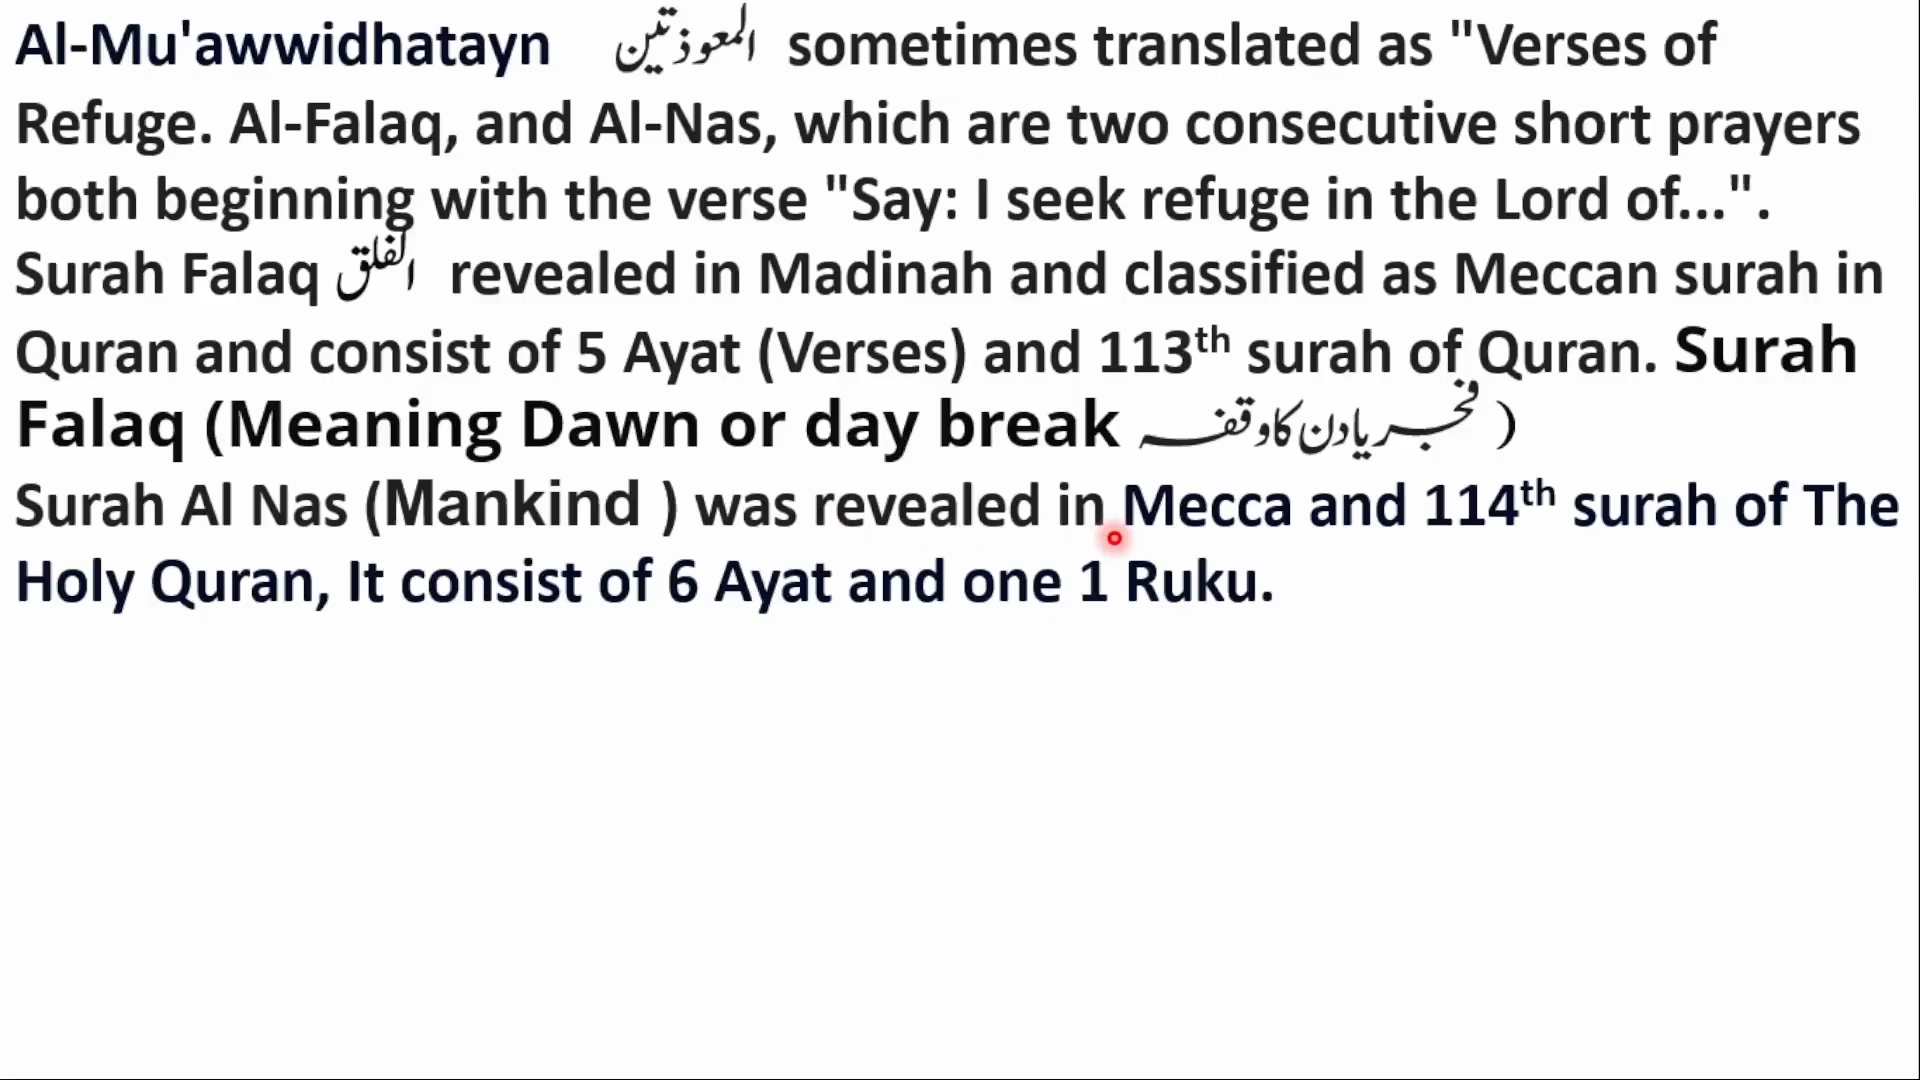 Al-Mu'awwidhatayn المعوذتین sometimes translated as "Verses of
Refuge. Al-Falaq, and Al-Nas, which are two consecutive short prayers
both beginning with the verse "Say: I seek refuge in the Lord of...".
Surah Falaq الفلق revealed in Madinah and classified as Meccan surah in
Quran and consist of 5 Ayat (Verses) and 113th surah of Quran. Surah
Falaq (Meaning Dawn or day break فجر یا دن کا وقفہ )
Surah Al Nas (Mankind ) was revealed in Mecca and 114th surah of The
Holy Quran, It consist of 6 Ayat and one 1 Ruku.